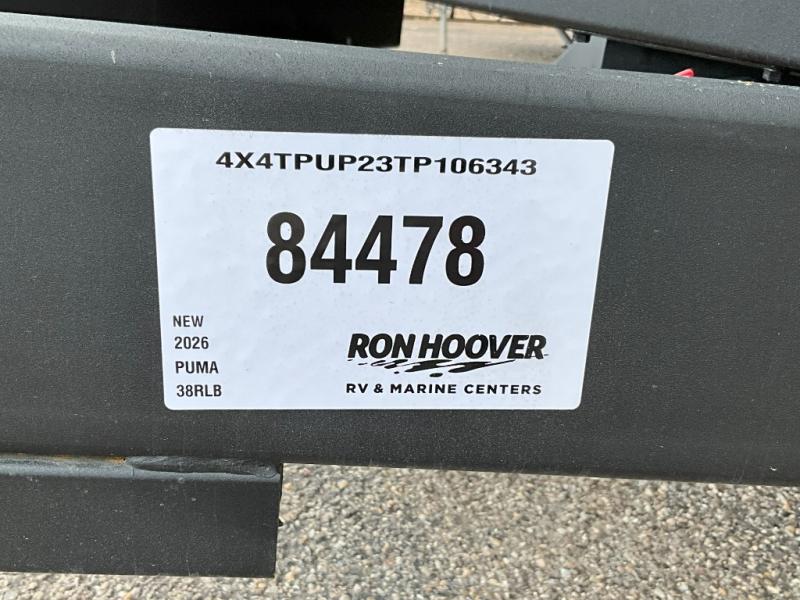 4X4TPUP23TP106343
84478
NEW
2026
PUMA
38RLB
RON HOOVER
RV & MARINE CENTERS